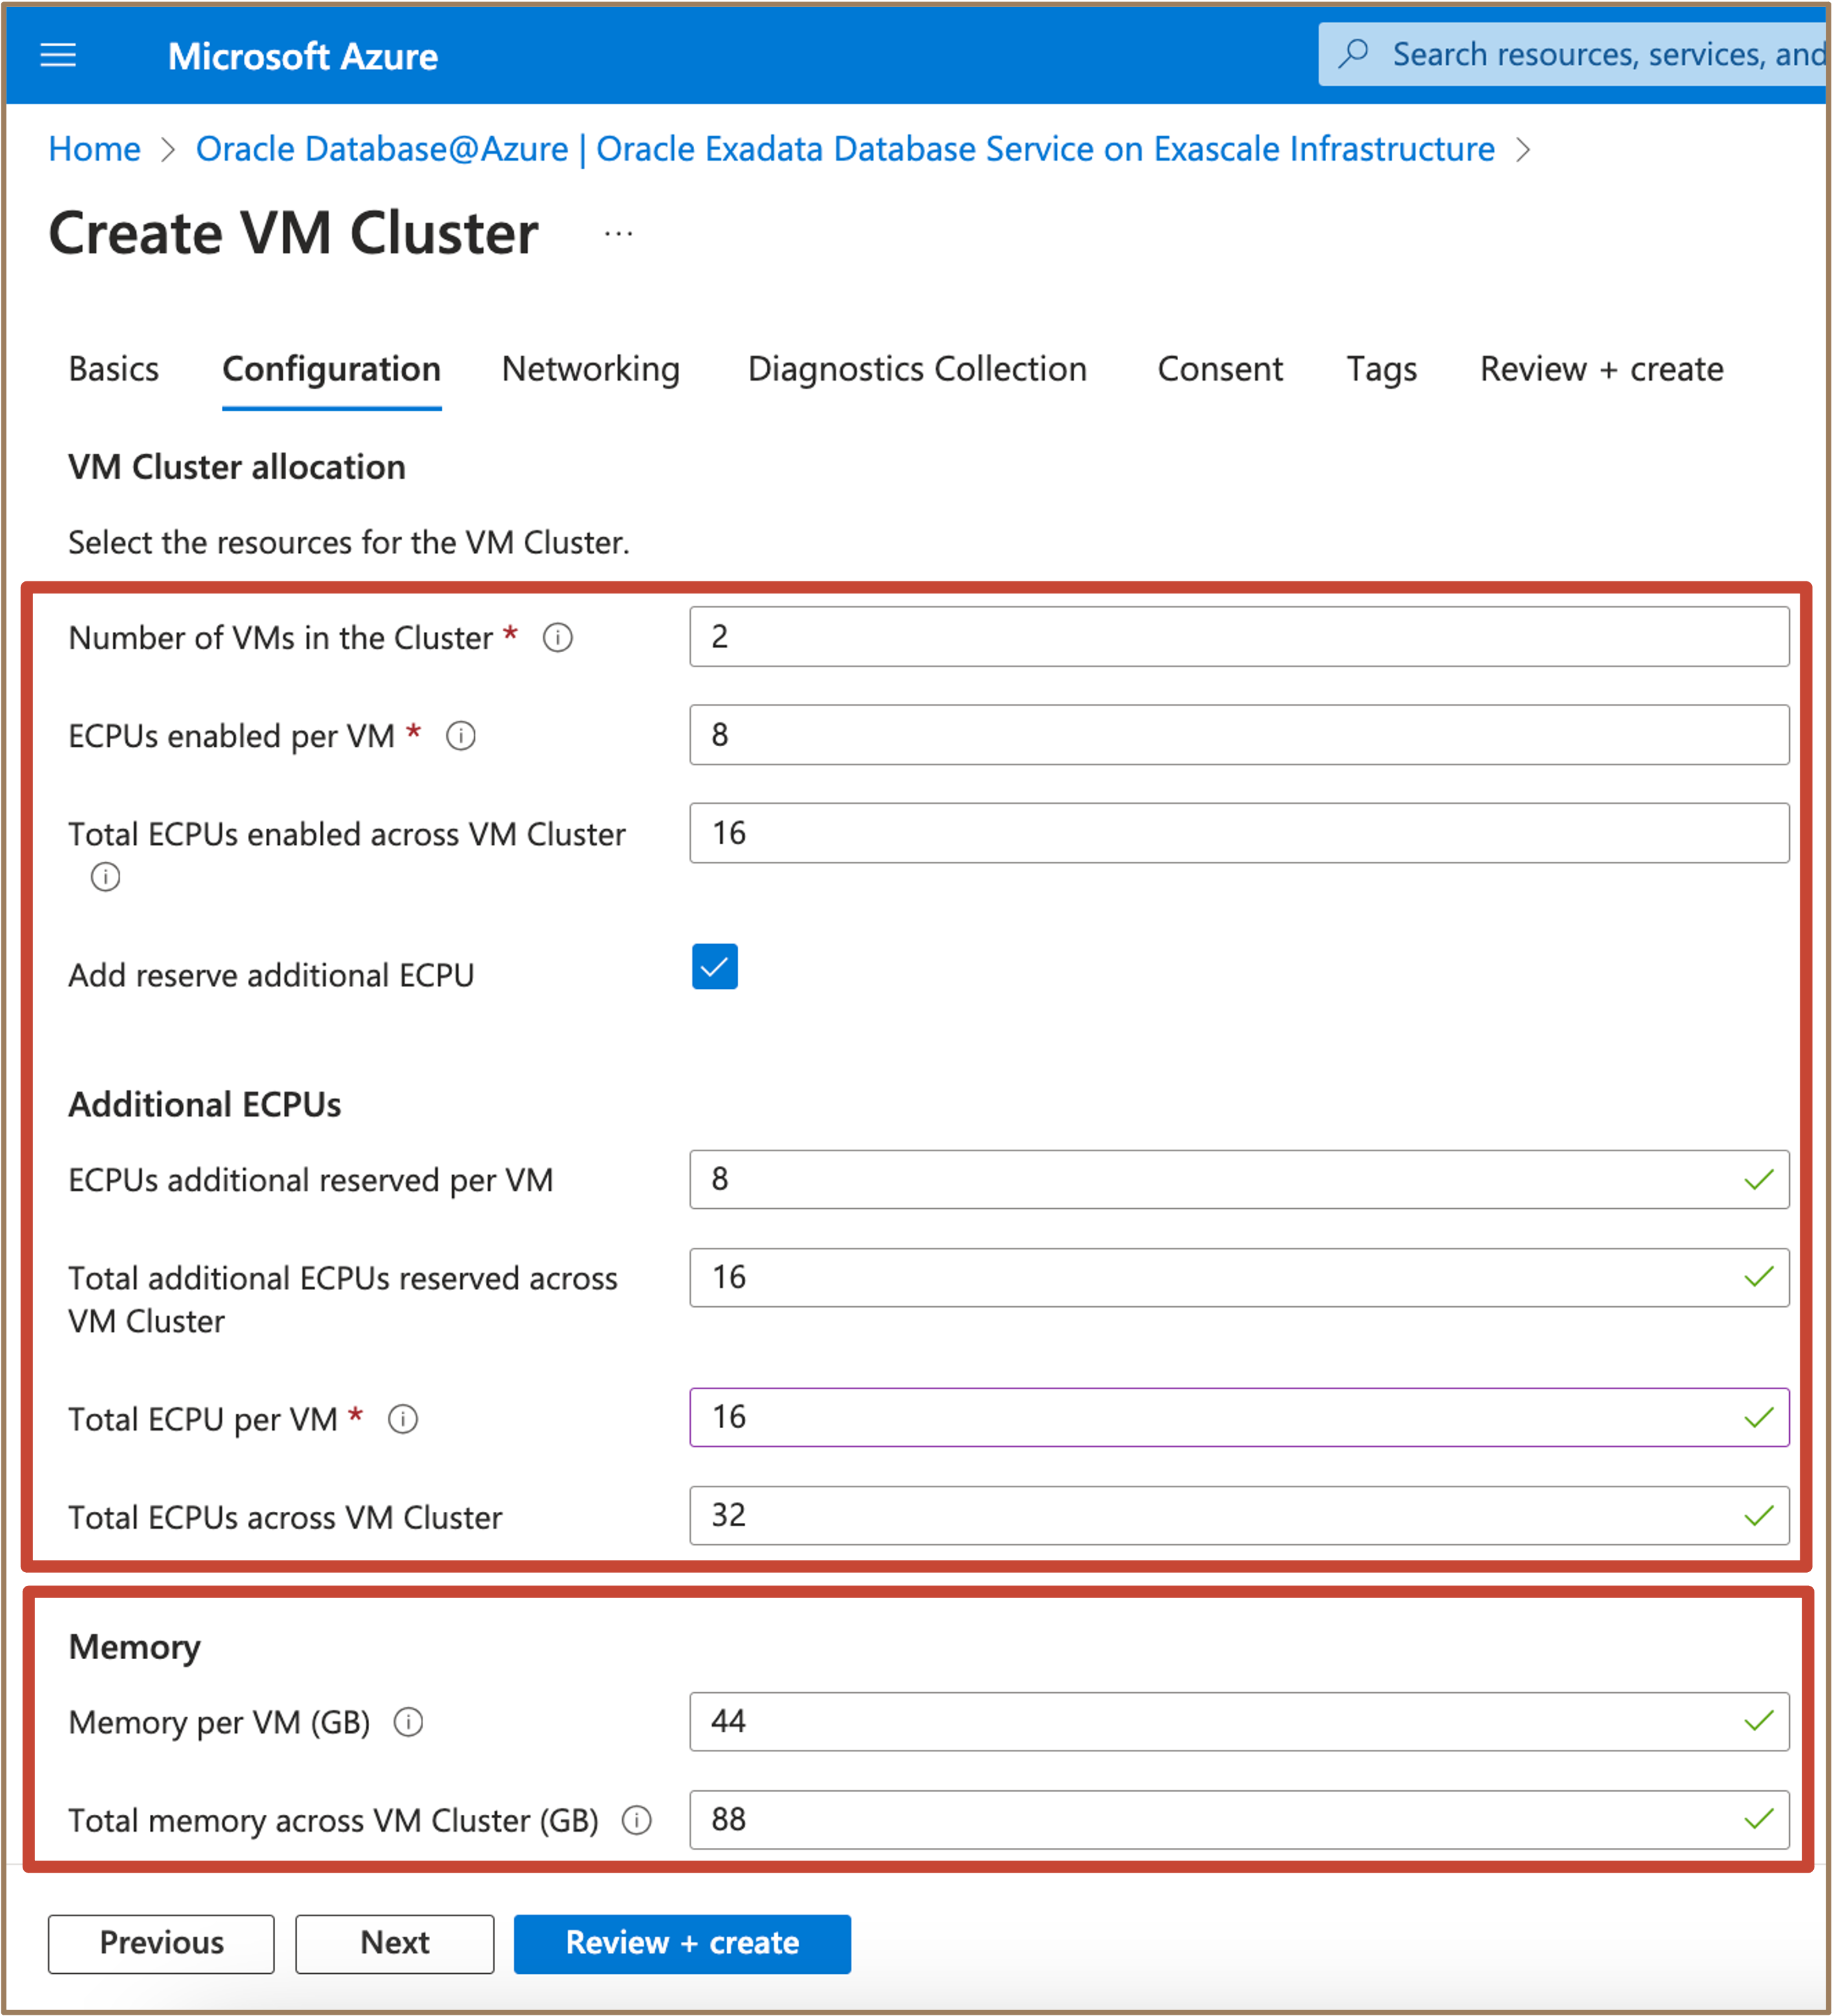 Microsoft Azure
Search resources, services, and
Home > Oracle Database@Azure | Oracle Exadata Database Service on Exascale Infrastructure >
Create VM Cluster ...
Basics Configuration Networking Diagnostics Collection Consent Tags Review + create
VM Cluster allocation
Select the resources for the VM Cluster.
Number of VMs in the Cluster * 2
ECPUs enabled per VM * 8
Total ECPUs enabled across VM Cluster 16
Add reserve additional ECPU
Additional ECPUs
ECPUs additional reserved per VM 8
Total additional ECPUs reserved across 16
VM Cluster
Total ECPU per VM * 16
Total ECPUs across VM Cluster 32
Memory
Memory per VM (GB) 44
Total memory across VM Cluster (GB) 88
Previous Next Review + create